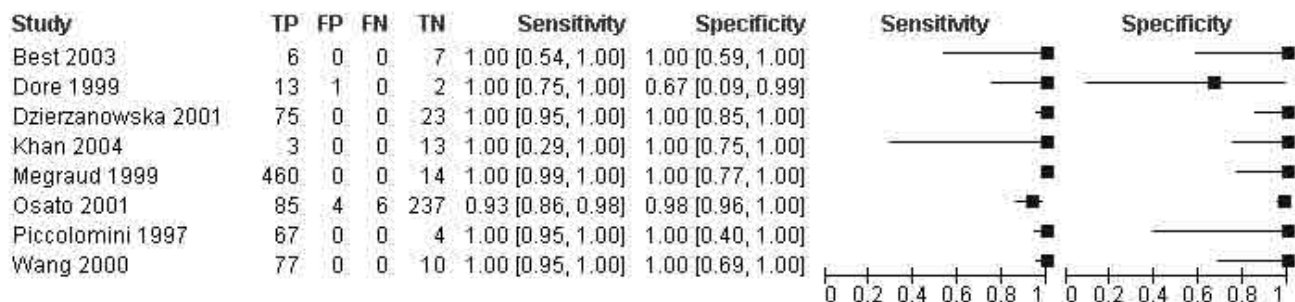 Study TP FP FN TN Sensitivity Specificity Sensitivity Specificity
Best 2003 6 0 0 7 1.00 [0.54, 1.00] 1.00 [0.59, 1.00]
Dore 1999 13 1 0 2 1.00 [0.75, 1.00] 0.67 [0.09, 0.99]
Dzierzanowska 2001 75 0 0 23 1.00 [0.95, 1.00] 1.00 [0.85, 1.00]
Khan 2004 3 0 0 13 1.00 [0.29, 1.00] 1.00 [0.75, 1.00]
Megraud 1999 460 0 0 14 1.00 [0.99, 1.00] 1.00 [0.77, 1.00]
Osato 2001 85 4 6 237 0.93 [0.86, 0.98] 0.98 [0.96, 1.00]
Piccolomini 1997 67 0 0 4 1.00 [0.95, 1.00] 1.00 [0.40, 1.00]
Wang 2000 77 0 0 10 1.00 [0.95, 1.00] 1.00 [0.69, 1.00]
0 0.2 0.4 0.6 0.8 1 0 0.2 0.4 0.6 0.8 1